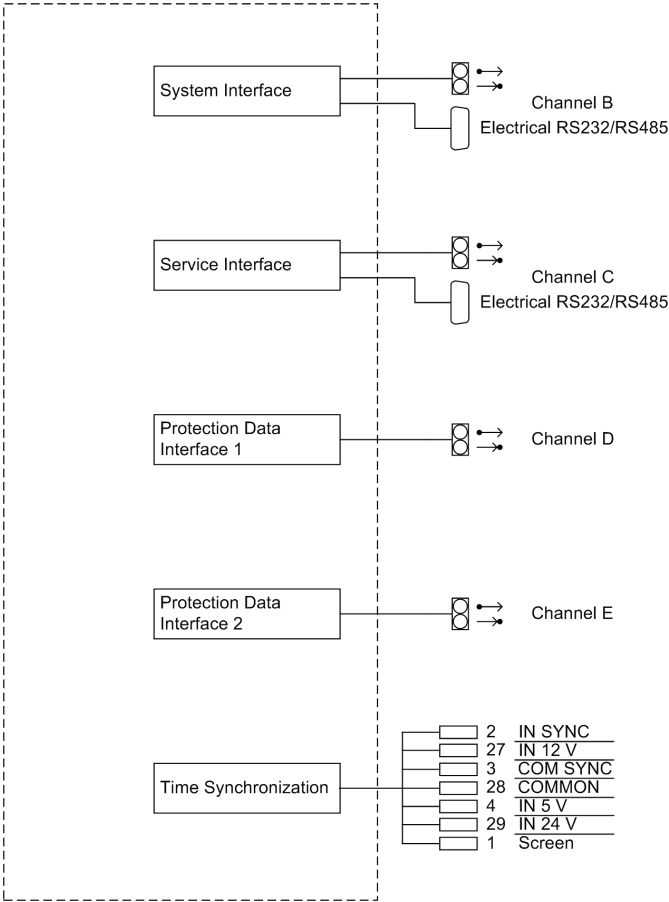 System Interface
Channel B
Electrical RS232/RS485
Service Interface
Channel C
Electrical RS232/RS485
Protection Data
Interface 1
Channel D
Protection Data
Interface 2
Channel E
Time Synchronization
2 IN SYNC
27 IN 12 V
3 COM SYNC
28 COMMON
4 IN 5 V
29 IN 24 V
1 Screen